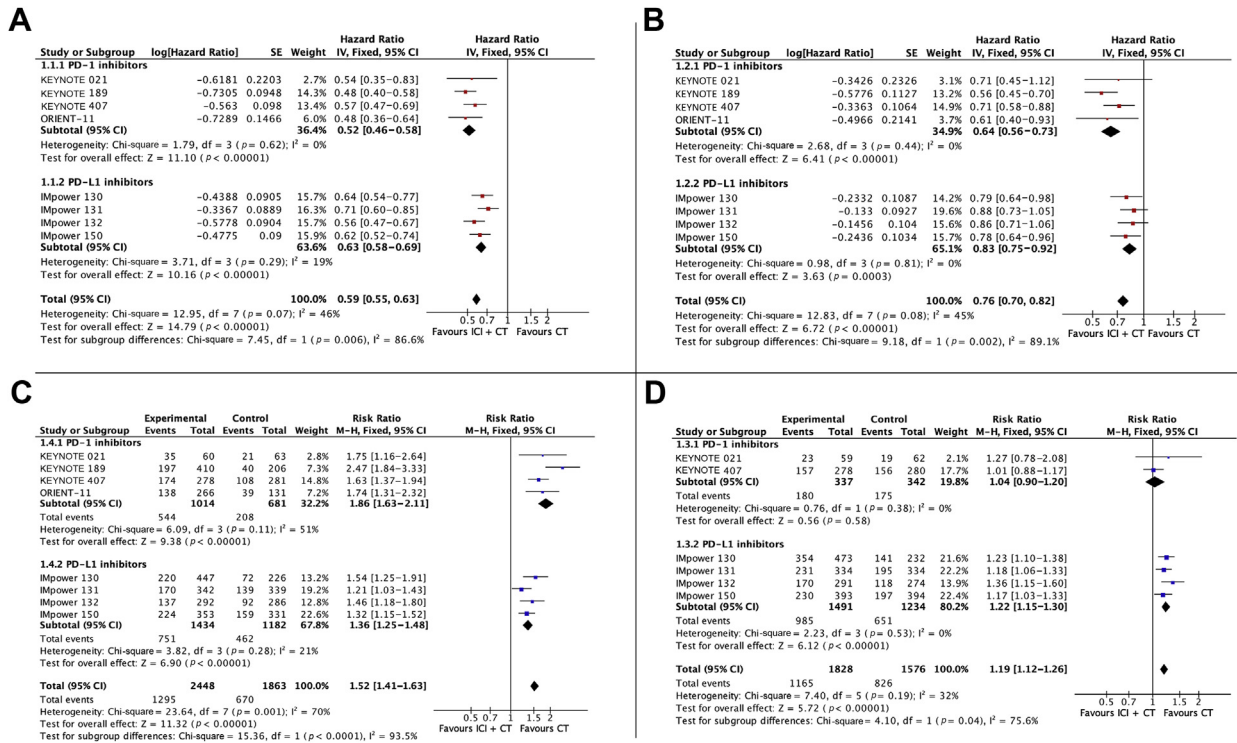 A
Hazard Ratio Hazard Ratio
Study or Subgroup log[Hazard Ratio] SE Weight IV, Fixed, 95% CI IV, Fixed, 95% CI
1.1.1 PD-1 inhibitors
KEYNOTE 021 -0.6181 0.2203 2.7% 0.54 [0.35-0.83]
KEYNOTE 189 -0.7305 0.0948 14.3% 0.48 [0.40-0.58]
KEYNOTE 407 -0.563 0.098 13.4% 0.57 [0.47-0.69]
ORIENT-11 -0.7289 0.1466 6.0% 0.48 [0.36-0.64]
Subtotal (95% CI) 36.4% 0.52 [0.46-0.58]
Heterogeneity: Chi-square = 1.79, df = 3 (p = 0.62); I² = 0%
Test for overall effect: Z = 11.10 (p < 0.00001)
1.1.2 PD-L1 inhibitors
IMpower 130 -0.4388 0.0905 15.7% 0.64 [0.54-0.77]
IMpower 131 -0.3367 0.0889 16.3% 0.71 [0.60-0.85]
IMpower 132 -0.5778 0.0904 15.7% 0.56 [0.47-0.67]
IMpower 150 -0.4775 0.09 15.7% 0.62 [0.52-0.74]
Subtotal (95% CI) 63.6% 0.63 [0.58-0.69]
Heterogeneity: Chi-square = 3.71, df = 3 (p = 0.29); I² = 19%
Test for overall effect: Z = 10.16 (p < 0.00001)
Total (95% CI) 100.0% 0.59 [0.55, 0.63]
Heterogeneity: Chi-square = 12.95, df = 7 (p = 0.07); I² = 46%
Test for overall effect: Z = 14.79 (p < 0.00001)
Test for subgroup differences: Chi-square = 7.45, df = 1 (p = 0.006), I² = 86.6%
0.5 0.7 1 1.5 2
Favours ICI + CT Favours CT
B
Hazard Ratio Hazard Ratio
Study or Subgroup log[Hazard Ratio] SE Weight IV, Fixed, 95% CI IV, Fixed, 95% CI
1.2.1 PD-1 inhibitors
KEYNOTE 021 -0.3426 0.2326 3.1% 0.71 [0.45-1.12]
KEYNOTE 189 -0.5776 0.1127 13.2% 0.56 [0.45-0.70]
KEYNOTE 407 -0.3363 0.1064 14.8% 0.71 [0.58-0.88]
ORIENT-11 -0.4966 0.2141 3.7% 0.61 [0.40-0.93]
Subtotal (95% CI) 34.9% 0.64 [0.56-0.73]
Heterogeneity: Chi-square = 2.68, df = 3 (p = 0.44); I² = 0%
Test for overall effect: Z = 6.41 (p < 0.00001)
1.2.2 PD-L1 inhibitors
IMpower 130 -0.2332 0.1087 14.2% 0.79 [0.64-0.98]
IMpower 131 -0.133 0.0927 19.6% 0.88 [0.73-1.05]
IMpower 132 -0.1456 0.104 15.5% 0.86 [0.71-1.06]
IMpower 150 -0.2436 0.1034 15.7% 0.78 [0.64-0.96]
Subtotal 65.1% 0.83 [0.75-0.92]
Heterogeneity: Chi-square = 0.98, df = 3 (p = 0.81); I² = 0%
Test for overall effect: Z = 3.63 (p = 0.0003)
Total (95% CI) 100.0% 0.76 [0.70, 0.82]
Heterogeneity: Chi-square = 12.83, df = 7 (p = 0.08); I² = 45%
Test for overall effect: Z = 6.72 (p < 0.00001)
Test for subgroup differences: Chi-square = 9.18, df = 1 (p = 0.002), I² = 89.1%
0.5 0.7 1 1.5 2
Favours ICI + CT Favours CT
C
Experimental Control Risk Ratio Risk Ratio
Study or Subgroup Events Total Events Total Weight M-H, Fixed, 95% CI M-H, Fixed, 95% CI
1.4.1 PD-1 inhibitors
KEYNOTE 021 35 60 21 63 2.8% 1.75 [1.16-2.64]
KEYNOTE 189 197 410 40 206 7.3% 2.47 [1.84-3.33]
KEYNOTE 407 174 278 108 281 14.8% 1.63 [1.37-1.94]
ORIENT-11 138 266 39 131 7.2% 1.74 [1.31-2.32]
Subtotal (95% CI) 1014 681 32.2% 1.86 [1.63-2.11]
Total events 544 208
Heterogeneity: Chi-square = 6.09, df = 3 (p = 0.11); I² = 51%
Test for overall effect: Z = 9.38 (p < 0.00001)
1.4.2 PD-L1 inhibitors
IMpower 130 220 447 72 226 13.2% 1.54 [1.25-1.91]
IMpower 131 170 342 139 339 19.2% 1.21 [1.03-1.43]
IMpower 132 137 292 92 286 12.8% 1.46 [1.18-1.80]
IMpower 150 224 353 159 331 22.6% 1.32 [1.15-1.52]
Subtotal (95% CI) 1434 1182 67.8% 1.36 [1.25-1.48]
Total events 751 462
Heterogeneity: Chi-square = 3.82, df = 3 (p = 0.28); I² = 21%
Test for overall effect: Z = 6.90 (p < 0.00001)
Total (95% CI) 2448 1863 100.0% 1.52 [1.41-1.63]
Total events 1295 670
Heterogeneity: Chi-square = 23.64, df = 7 (p = 0.001); I² = 70%
Test for overall effect: Z = 11.32 (p < 0.00001)
Test for subgroup differences: Chi-square = 15.36, df = 1 (p < 0.0001), I² = 93.5%
0.5 0.7 1 1.5 2
Favours ICI + CT Favours CT
D
Experimental Control Risk Ratio Risk Ratio
Study or Subgroup Events Total Events Total Weight M-H, Fixed, 95% CI M-H, Fixed, 95% CI
1.3.1 PD-1 inhibitors
KEYNOTE 021 23 59 19 62 2.1% 1.27 [0.78-2.08]
KEYNOTE 407 157 278 156 280 17.7% 1.01 [0.88-1.17]
Subtotal (95% CI) 337 342 19.8% 1.04 [0.90-1.20]
Total events 180 175
Heterogeneity: Chi-square = 0.76, df = 1 (p = 0.38); I² = 0%
Test for overall effect: Z = 0.56 (p = 0.58)
1.3.2 PD-L1 inhibitors
IMpower 130 354 473 141 232 21.6% 1.23 [1.10-1.38]
IMpower 131 231 334 195 334 22.4% 1.18 [1.06-1.33]
IMpower 132 170 291 118 274 13.9% 1.36 [1.15-1.60]
IMpower 150 230 393 197 394 22.4% 1.17 [1.03-1.33]
Subtotal (95% CI) 1491 1234 80.2% 1.22 [1.15-1.30]
Total events 985 651
Heterogeneity: Chi-square = 2.23, df = 3 (p = 0.53); I² = 0%
Test for overall effect: Z = 6.12 (p < 0.00001)
Total (95% CI) 1828 1576 100.0% 1.19 [1.12-1.26]
Total events 1165 826
Heterogeneity: Chi-square = 7.40, df = 5 (p = 0.19); I² = 32%
Test for overall effect: Z = 5.72 (p < 0.00001)
Test for subgroup differences: Chi-square = 4.10, df = 1 (p = 0.04), I² = 75.6%
0.5 0.7 1 1.5 2
Favours ICI + CT Favours CT